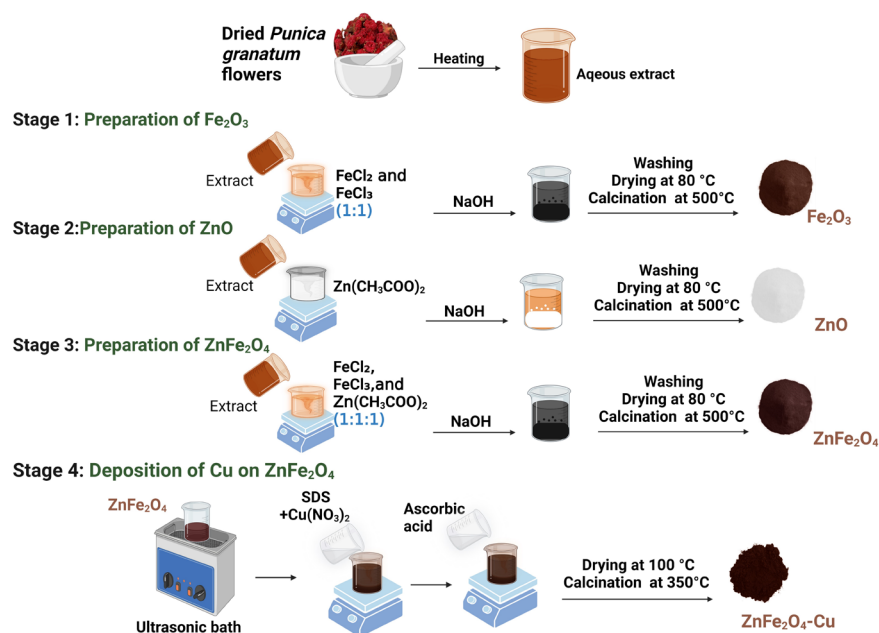 Dried Punica
granatum
flowers
Heating
Aqeous extract
Stage 1: Preparation of Fe₂O₃
Extract
FeCl₂ and
FeCl₃
(1:1)
NaOH
Washing
Drying at 80 °C
Calcination at 500°C
Fe₂O₃
Stage 2:Preparation of ZnO
Extract
Zn(CH₃COO)₂
NaOH
Washing
Drying at 80 °C
Calcination at 500°C
ZnO
Stage 3: Preparation of ZnFe₂O₄
Extract
FeCl₂,
FeCl₃,and
Zn(CH₃COO)₂
(1:1:1)
NaOH
Washing
Drying at 80 °C
Calcination at 500°C
ZnFe₂O₄
Stage 4: Deposition of Cu on ZnFe₂O₄
ZnFe₂O₄
Ultrasonic bath
SDS
+Cu(NO₃)₂
Ascorbic
acid
Drying at 100 °C
Calcination at 350°C
ZnFe₂O₄-Cu